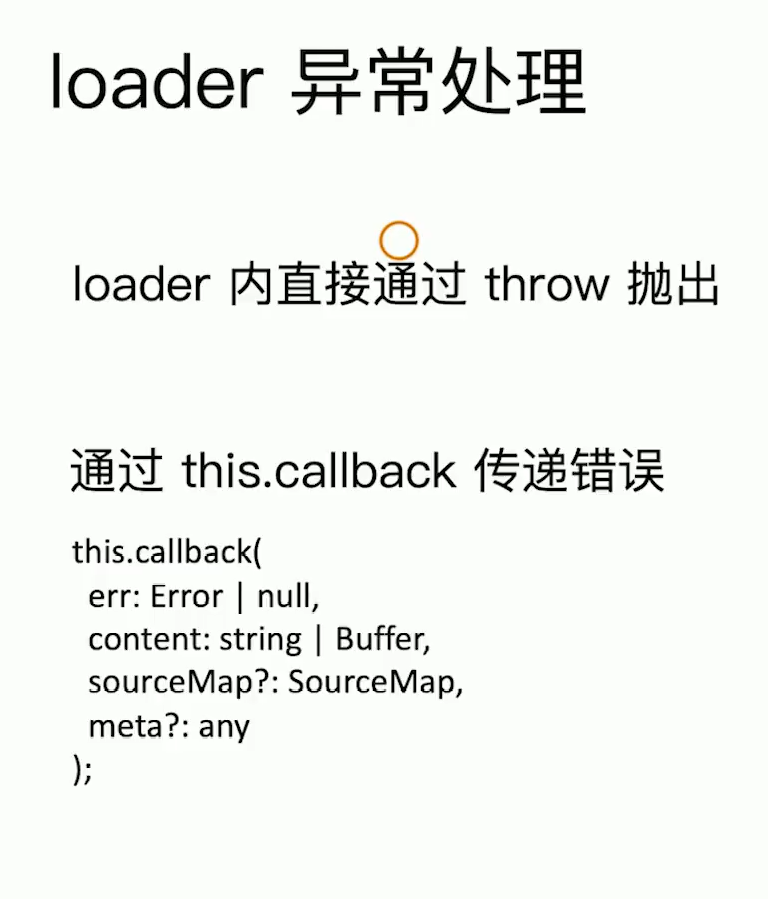 loader 异常处理
loader 内直接通过 throw 抛出
通过 this.callback 传递错误
this.callback(
err: Error | null,
content: string | Buffer,
sourceMap?: SourceMap,
meta?: any
);